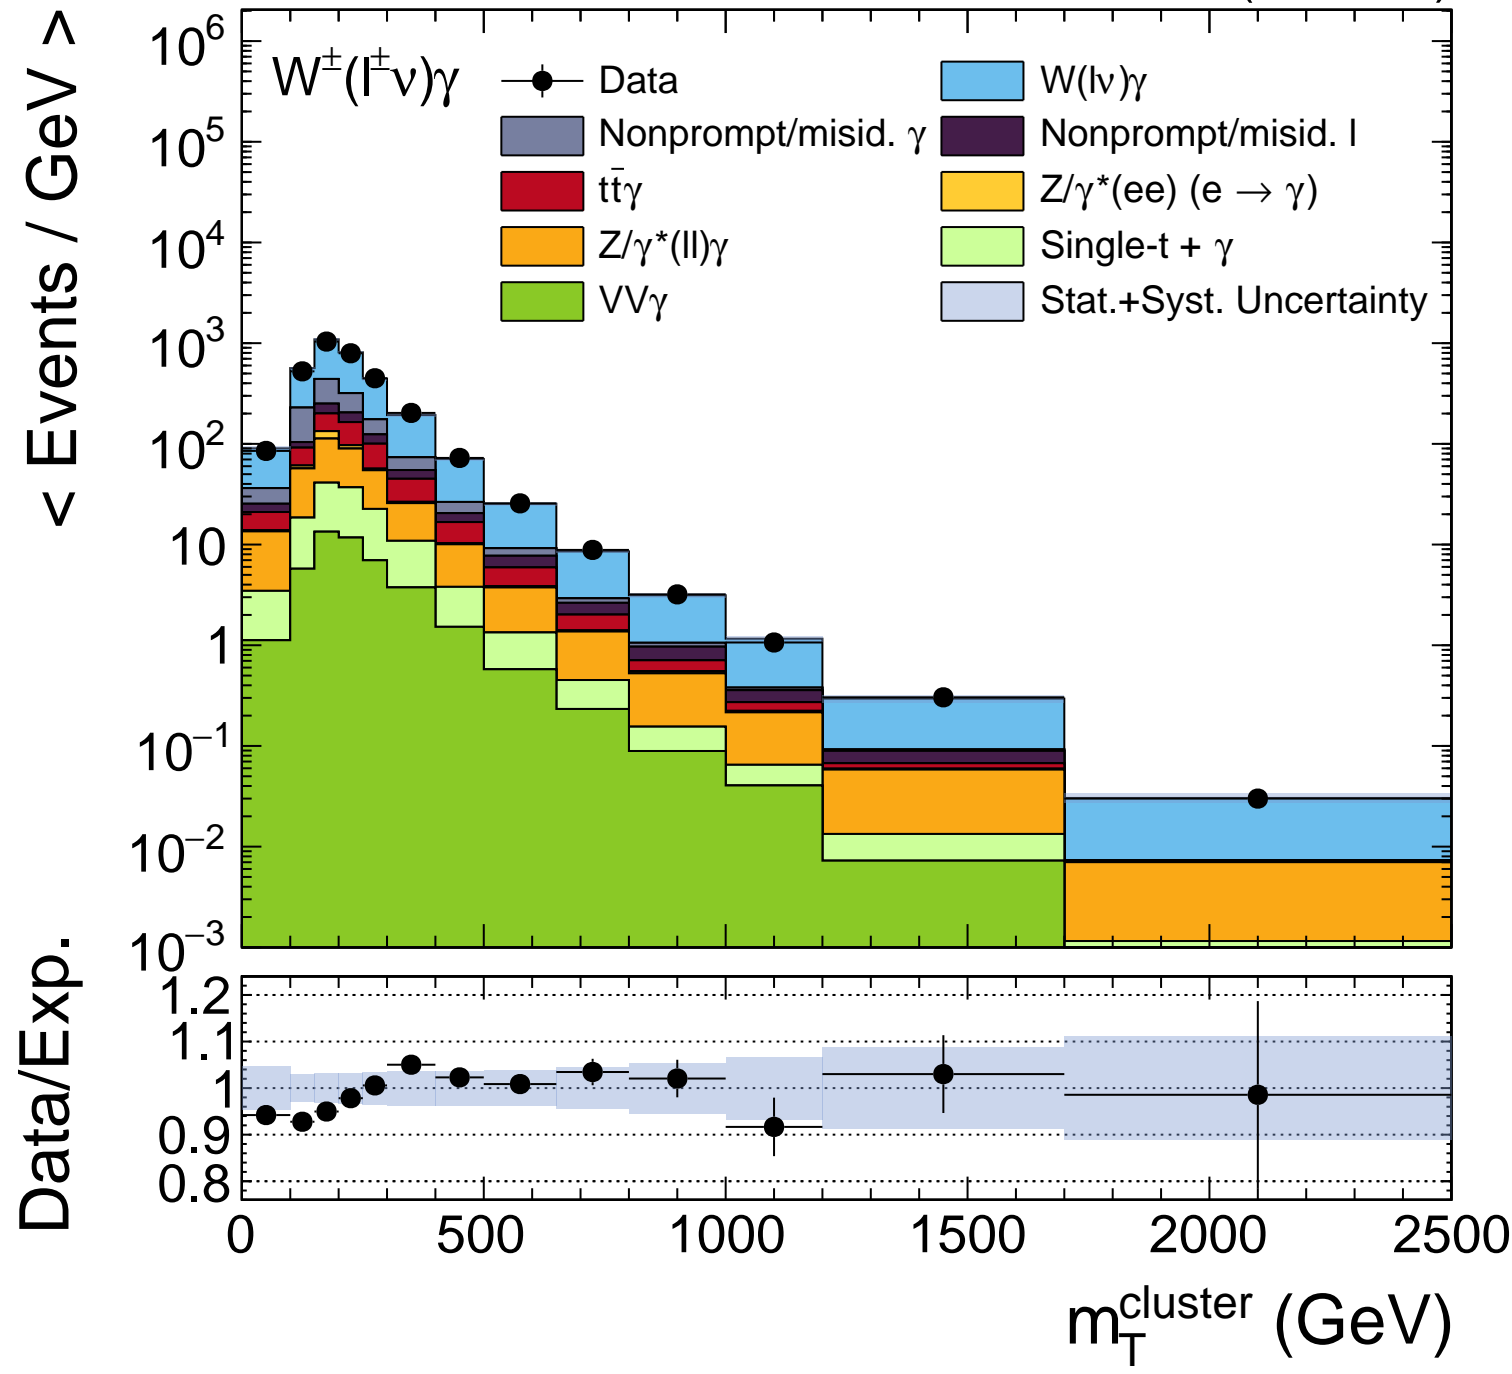 W±(l±ν)γ
Data
W(lν)γ
Nonprompt/misid. γ
Nonprompt/misid. l
tt̄γ
Z/γ*(ee) (e → γ)
Z/γ*(ll)γ
Single-t + γ
VVγ
Stat.+Syst. Uncertainty
< Events / GeV >
10⁶
10⁵
10⁴
10³
10²
10
1
10⁻¹
10⁻²
10⁻³
Data/Exp.
1.2
1.1
1
0.9
0.8
0 500 1000 1500 2000 2500
m_T^cluster (GeV)